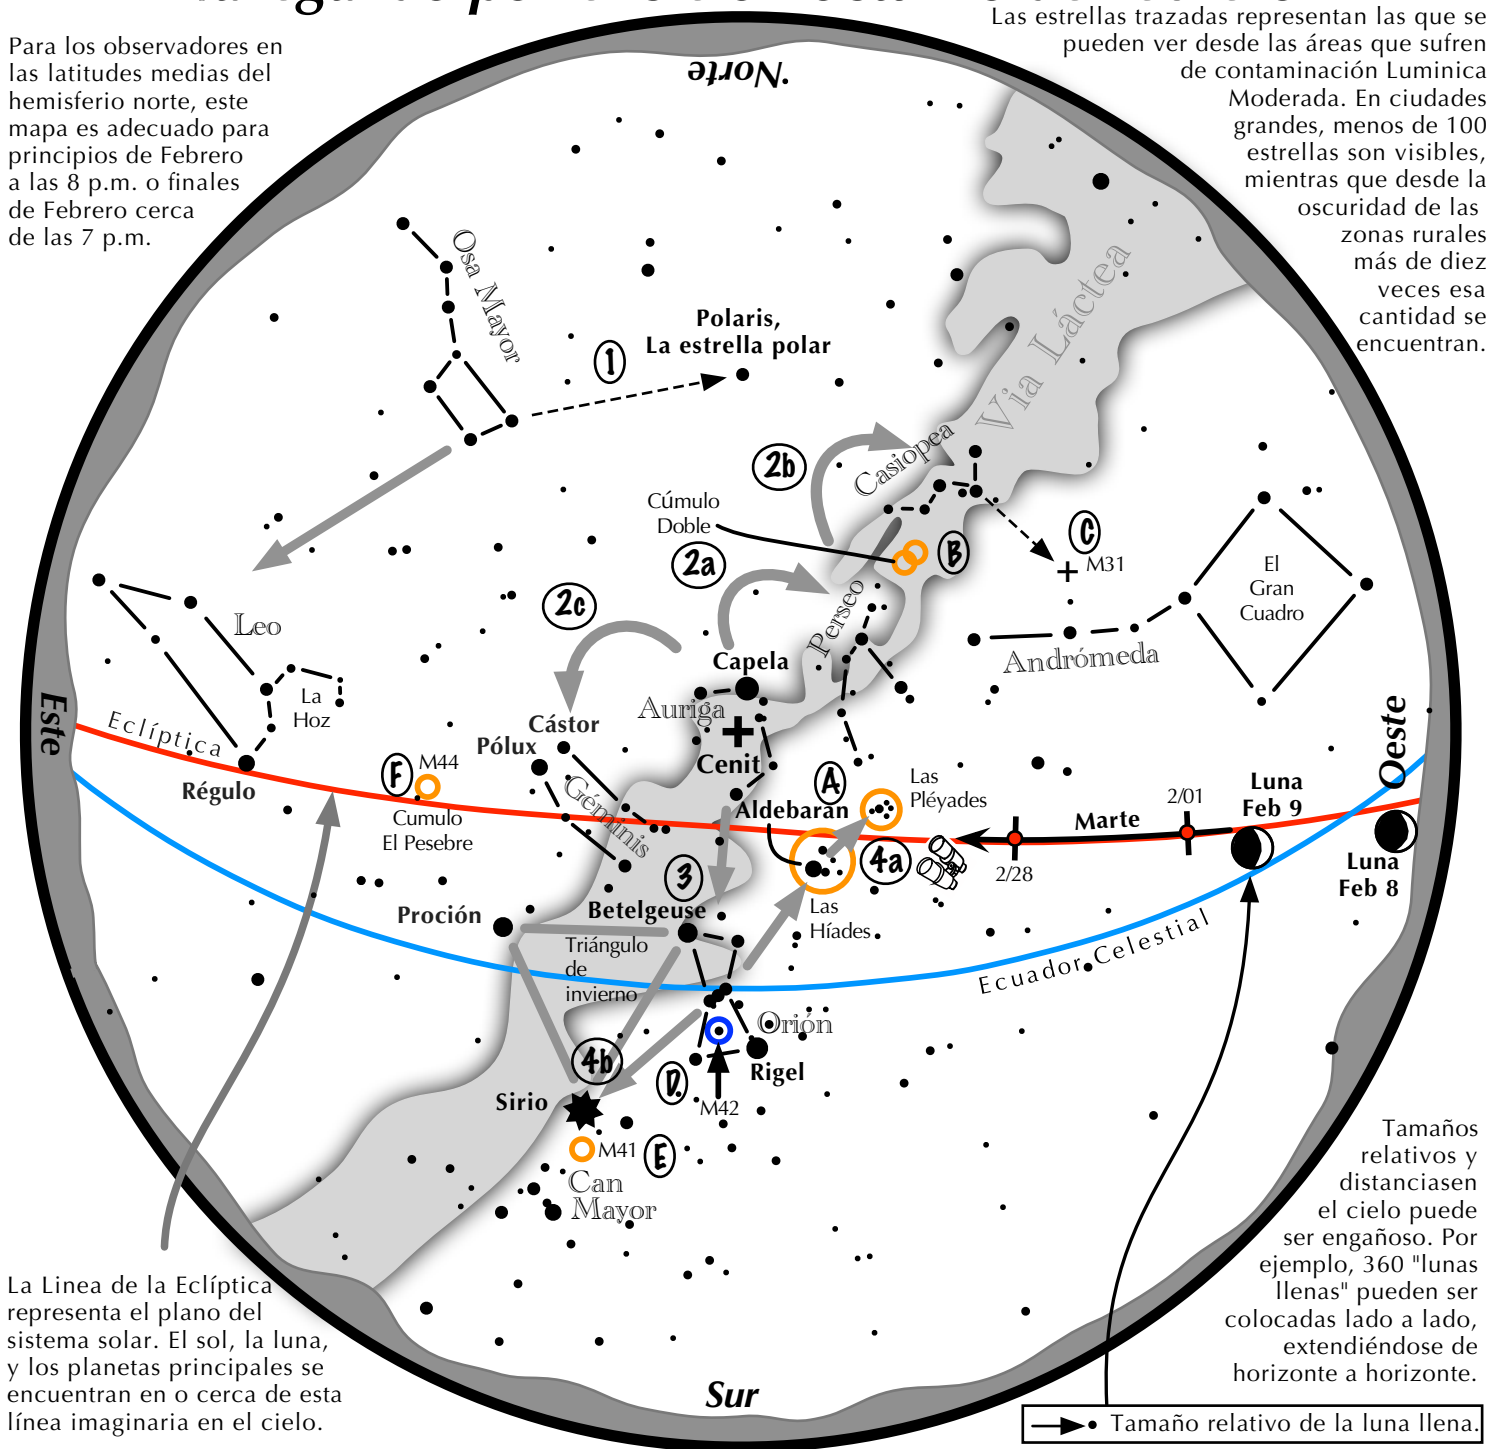 Para los observadores en
las latitudes medias del
hemisferio norte, este
mapa es adecuado para
principios de Febrero
a las 8 p.m. o finales
de Febrero cerca
de las 7 p.m.
Las estrellas trazadas representan las que se
pueden ver desde las áreas que sufren
de contaminación Luminica
Moderada. En ciudades
grandes, menos de 100
estrellas son visibles,
mientras que desde la
oscuridad de las
zonas rurales
más de diez
veces esa
cantidad se
encuentran.
Norte
Osa Mayor
Polaris,
La estrella polar
1
Via Láctea
2b
Casiopea
Cúmulo
Doble
2a
B
C
M31
El
Gran
Cuadro
2c
Perseo
Andrómeda
Leo
La
Hoz
Capela
Auriga
Cenit
Cástor
Pólux
Géminis
Este
Eclíptica
Régulo
F
M44
Cumulo
El Pesebre
A
Las
Pléyades
Aldebarán
4a
Las
Híades
2/28
Marte
2/01
Luna
Feb 9
Oeste
Luna
Feb 8
3
Proción
Betelgeuse
Triángulo
de
invierno
Ecuador Celestial
Orión
Rigel
4b
D.
M42
Sirio
M41
E
Can
Mayor
La Linea de la Eclíptica
representa el plano del
sistema solar. El sol, la luna,
y los planetas principales se
encuentran en o cerca de esta
línea imaginaria en el cielo.
Sur
Tamaños
relativos y
distanciasen
el cielo puede
ser engañoso. Por
ejemplo, 360 "lunas
llenas" pueden ser
colocadas lado a lado,
extendiéndose de
horizonte a horizonte.
Tamaño relativo de la luna llena.